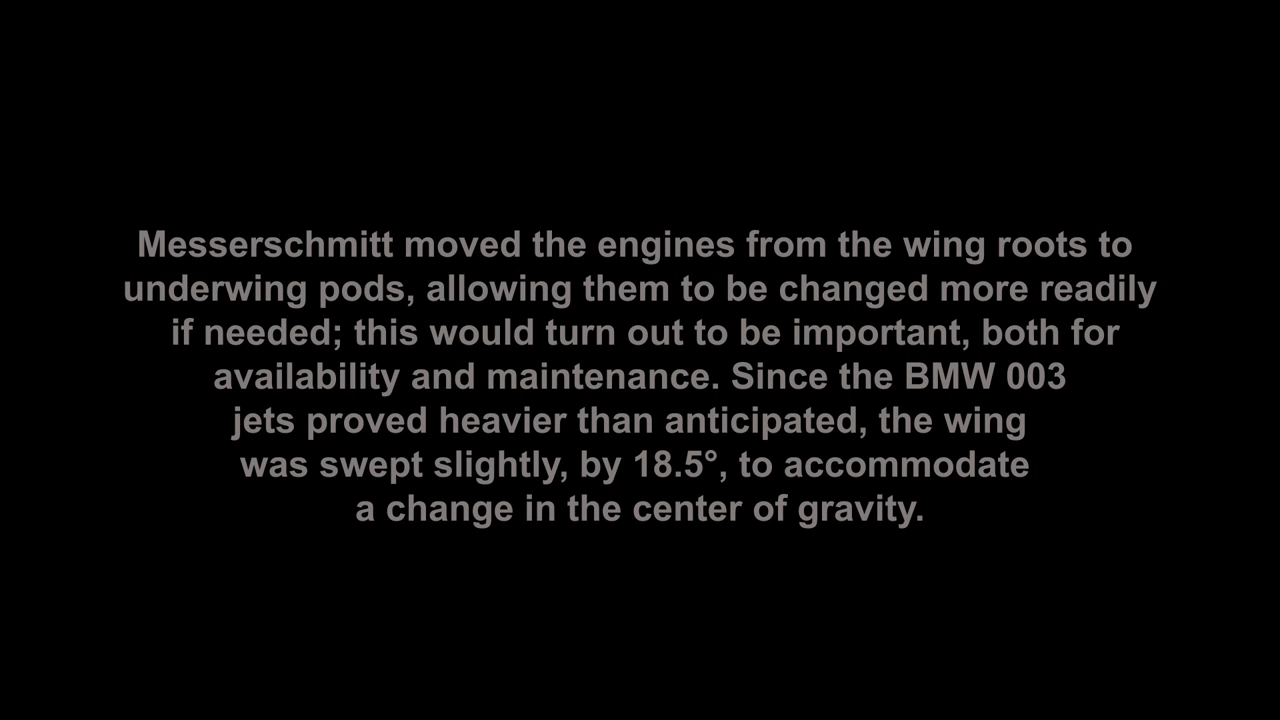 Messerschmitt moved the engines from the wing roots to
underwing pods, allowing them to be changed more readily
if needed; this would turn out to be important, both for
availability and maintenance. Since the BMW 003
jets proved heavier than anticipated, the wing
was swept slightly, by 18.5°, to accommodate
a change in the center of gravity.